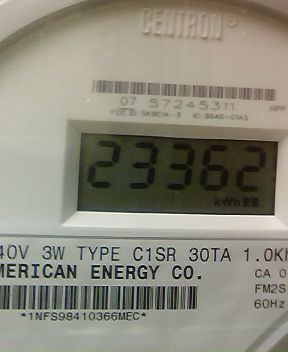 CENTRON
07 57245311
23362
kWh
40V 3W TYPE C1SR 30TA 1.0K
MERICAN ENERGY CO.
CA 0
FM2S
60Hz
*1NFS98410366MEC*